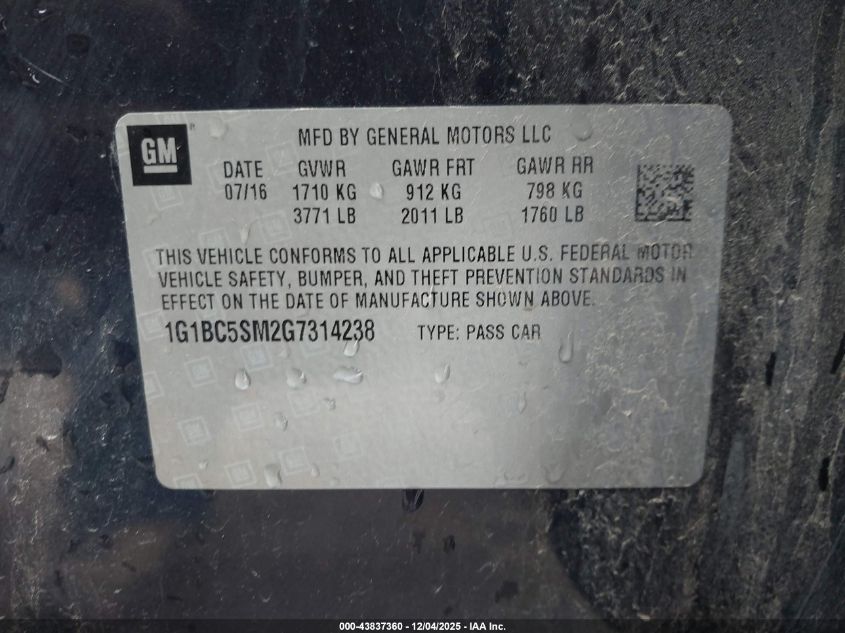 GM
MFD BY GENERAL MOTORS LLC
DATE GVWR GAWR FRT GAWR RR
07/16 1710 KG 912 KG 798 KG
3771 LB 2011 LB 1760 LB
THIS VEHICLE CONFORMS TO ALL APPLICABLE U.S. FEDERAL MOTOR
VEHICLE SAFETY, BUMPER, AND THEFT PREVENTION STANDARDS IN
EFFECT ON THE DATE OF MANUFACTURE SHOWN ABOVE.
1G1BC5SM2G7314238 TYPE: PASS CAR
000-43837360 - 12/04/2025 - IAA Inc.